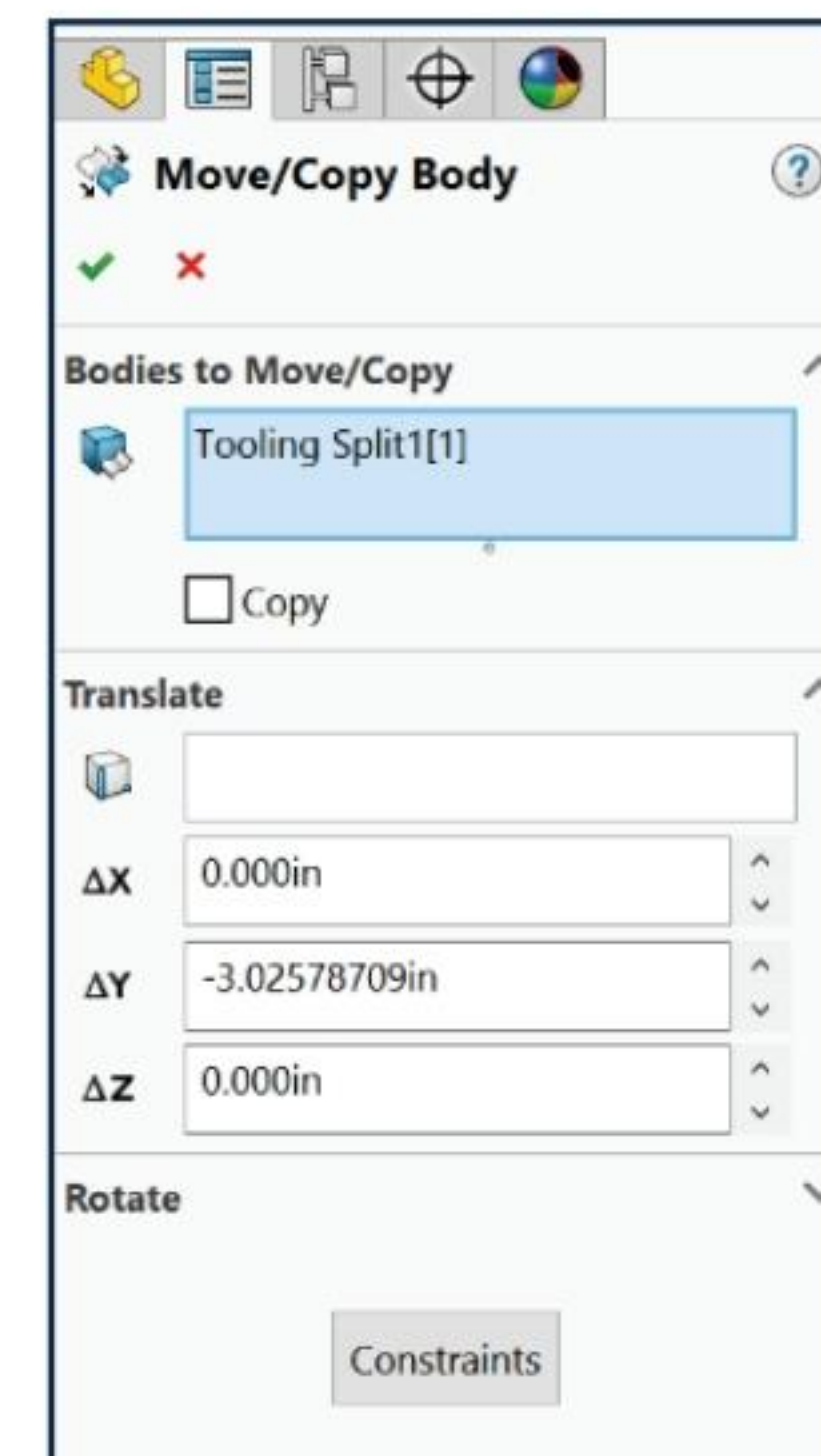 Move/Copy Body
?
Bodies to Move/Copy
Tooling Split1[1]
Copy
Translate
ΔX 0.000in
ΔY -3.02578709in
ΔZ 0.000in
Rotate
Constraints